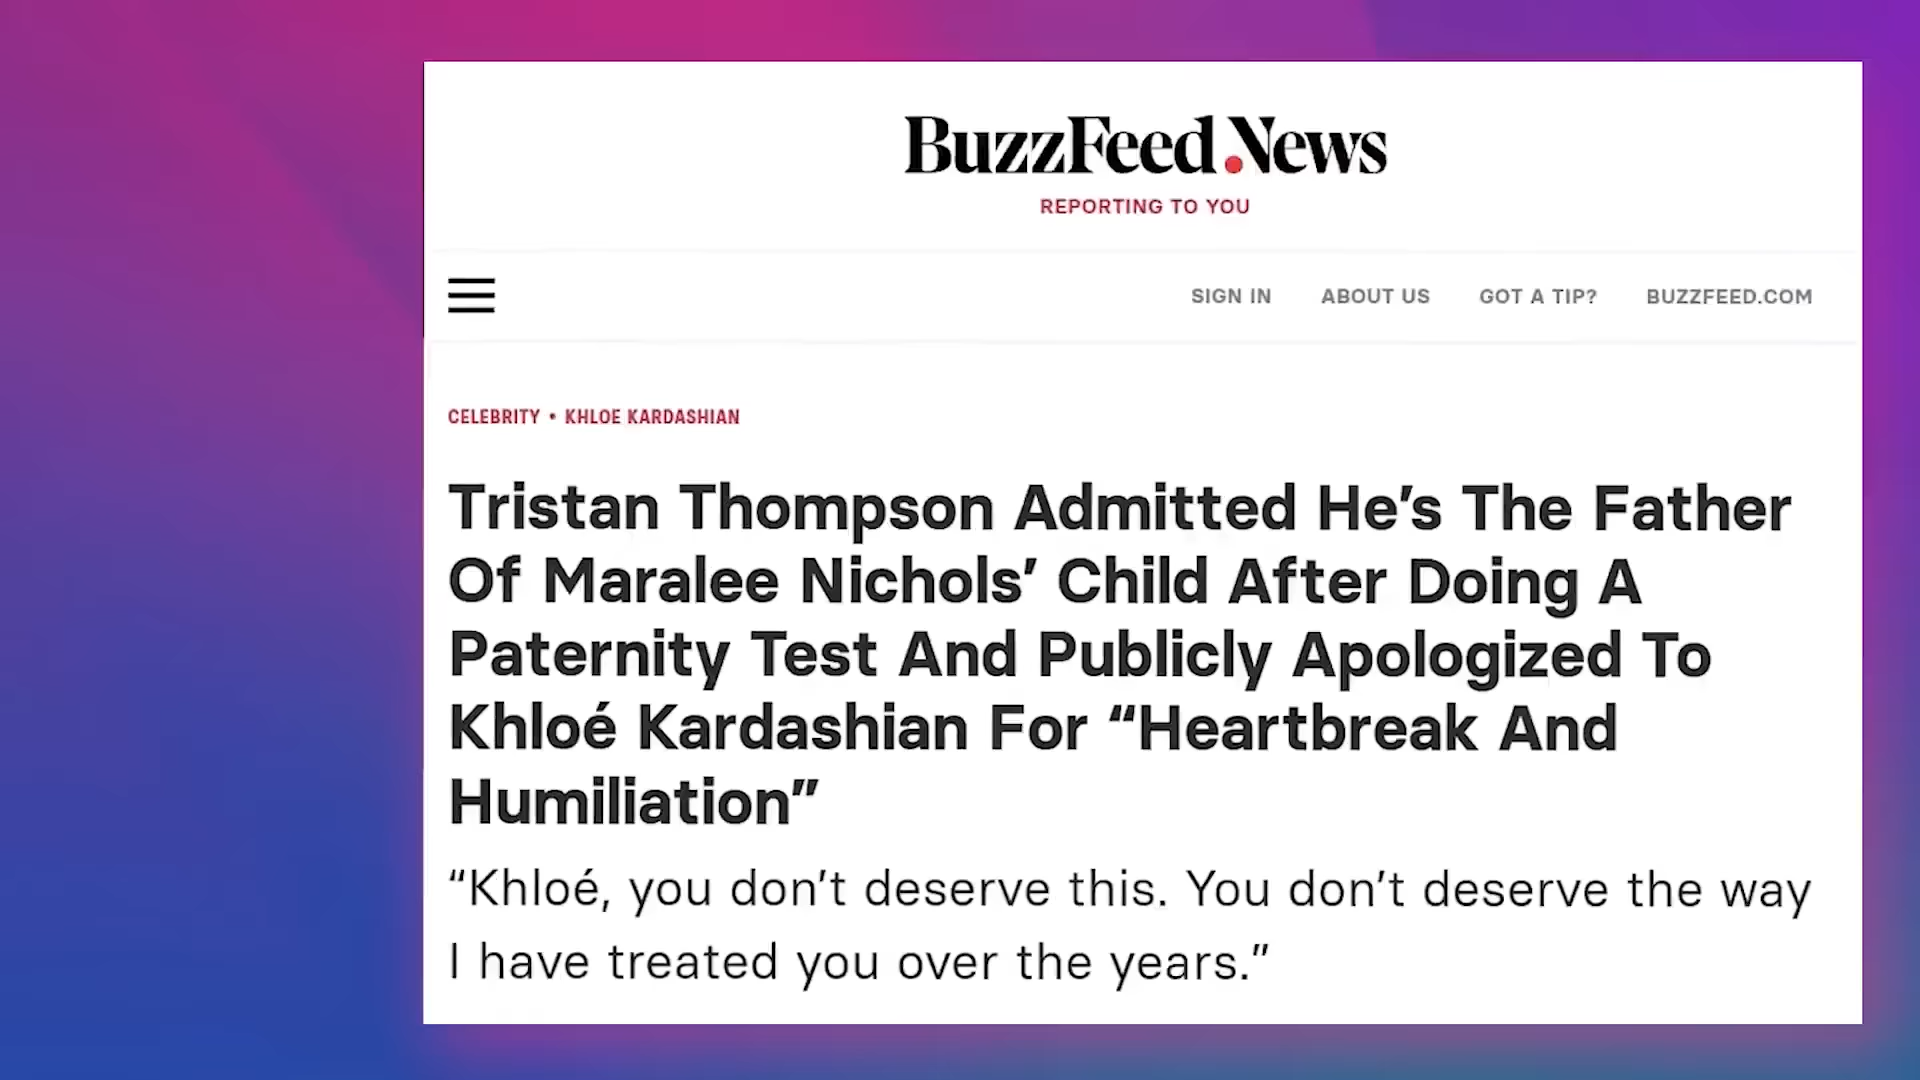 BuzzFeed News
REPORTING TO YOU
SIGN IN ABOUT US GOT A TIP? BUZZFEED.COM
CELEBRITY • KHLOE KARDASHIAN
Tristan Thompson Admitted He’s The Father
Of Maralee Nichols’ Child After Doing A
Paternity Test And Publicly Apologized To
Khloé Kardashian For “Heartbreak And
Humiliation”
“Khloé, you don’t deserve this. You don’t deserve the way
I have treated you over the years.”